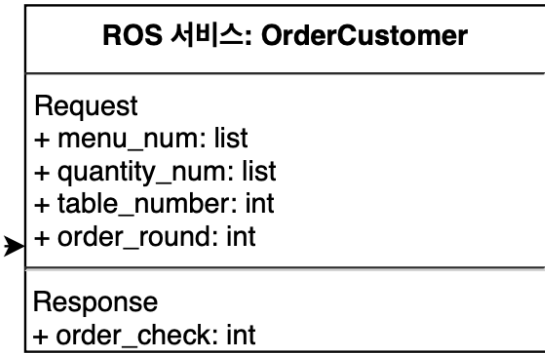 ROS 서비스: OrderCustomer
Request
+ menu_num: list
+ quantity_num: list
+ table_number: int
+ order_round: int
Response
+ order_check: int